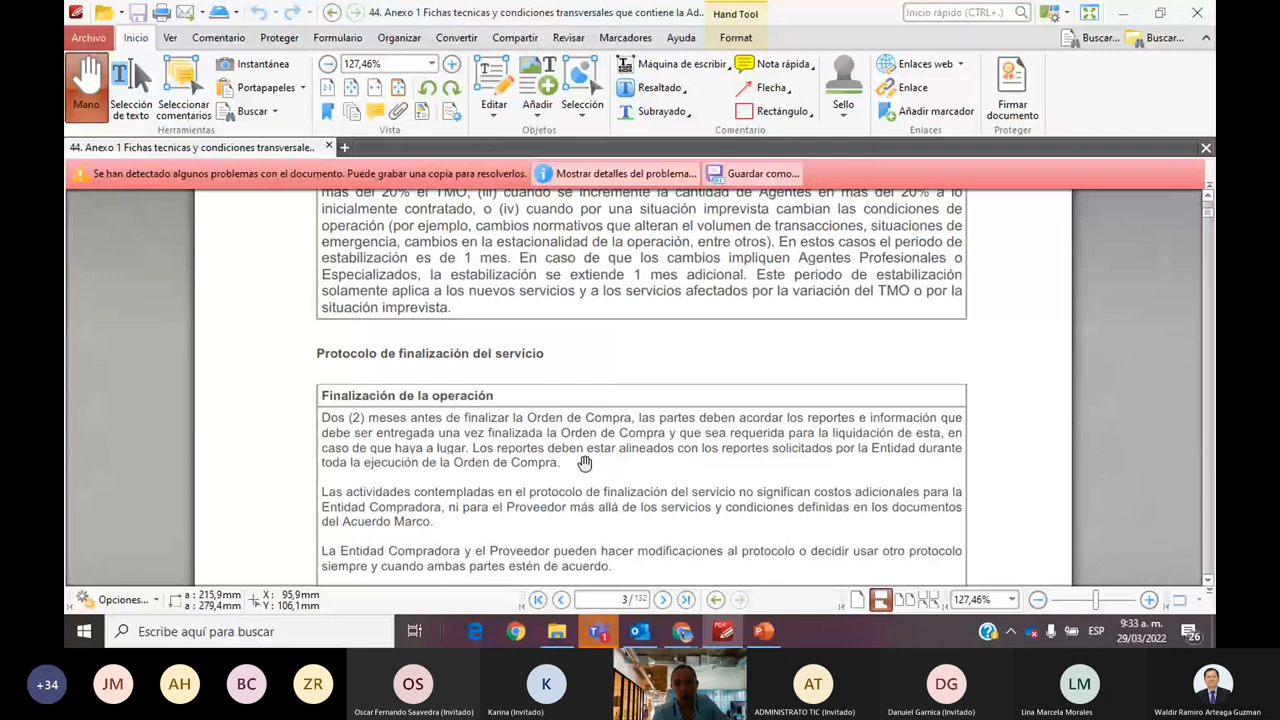 44. Anexo 1 Fichas tecnicas y condiciones transversales que contiene la Ad...
Hand Tool
Inicio rápido (CTRL+.)
Archivo
Inicio
Ver
Comentario
Proteger
Formulario
Organizar
Convertir
Compartir
Revisar
Marcadores
Ayuda
Format
Buscar...
Buscar...
Mano
Selección de texto
Seleccionar comentarios
Instantánea
Portapapeles
Buscar
Herramientas
127,46%
Vista
Editar
Añadir
Selección
Objetos
Máquina de escribir
Resaltado
Subrayado
Nota rápida
Flecha
Rectángulo
Comentario
Sello
Enlaces web
Enlace
Añadir marcador
Enlaces
Firmar documento
Proteger
44. Anexo 1 Fichas tecnicas y condiciones transversale..
Se han detectado algunos problemas con el documento. Puede grabar una copia para resolverlos.
Mostrar detalles del problema...
Guardar como...
más del 20% el TMO, (iii) cuando se incremente la cantidad de Agentes en más del 20% a lo
inicialmente contratado, o (iv) cuando por una situación imprevista cambian las condiciones de
operación (por ejemplo, cambios normativos que alteran el volumen de transacciones, situaciones de
emergencia, cambios en la estacionalidad de la operación, entre otros). En estos casos el periodo de
estabilización es de 1 mes. En caso de que los cambios impliquen Agentes Profesionales o
Especializados, la estabilización se extiende 1 mes adicional. Este periodo de estabilización
solamente aplica a los nuevos servicios y a los servicios afectados por la variación del TMO o por la
situación imprevista.
Protocolo de finalización del servicio
Finalización de la operación
Dos (2) meses antes de finalizar la Orden de Compra, las partes deben acordar los reportes e información que
debe ser entregada una vez finalizada la Orden de Compra y que sea requerida para la liquidación de esta, en
caso de que haya a lugar. Los reportes deben estar alineados con los reportes solicitados por la Entidad durante
toda la ejecución de la Orden de Compra.
Las actividades contempladas en el protocolo de finalización del servicio no significan costos adicionales para la
Entidad Compradora, ni para el Proveedor más allá de los servicios y condiciones definidas en los documentos
del Acuerdo Marco.
La Entidad Compradora y el Proveedor pueden hacer modificaciones al protocolo o decidir usar otro protocolo
siempre y cuando ambas partes estén de acuerdo.
Opciones...
a : 215,9mm
á : 279,4mm
X: 95,9mm
Y: 106,1mm
3 / 132
127,46%
Escribe aquí para buscar
ESP
9:33 a. m.
29/03/2022
26
+34
JM
AH
BC
ZR
OS
K
AT
DG
LM
Oscar Fernando Saavedra (Invitado)
Karina (Invitado)
ADMINISTRATO TIC (Invitado)
Danuiel Garnica (Invitado)
Lina Marcela Morales
Waldir Ramiro Arteaga Guzman